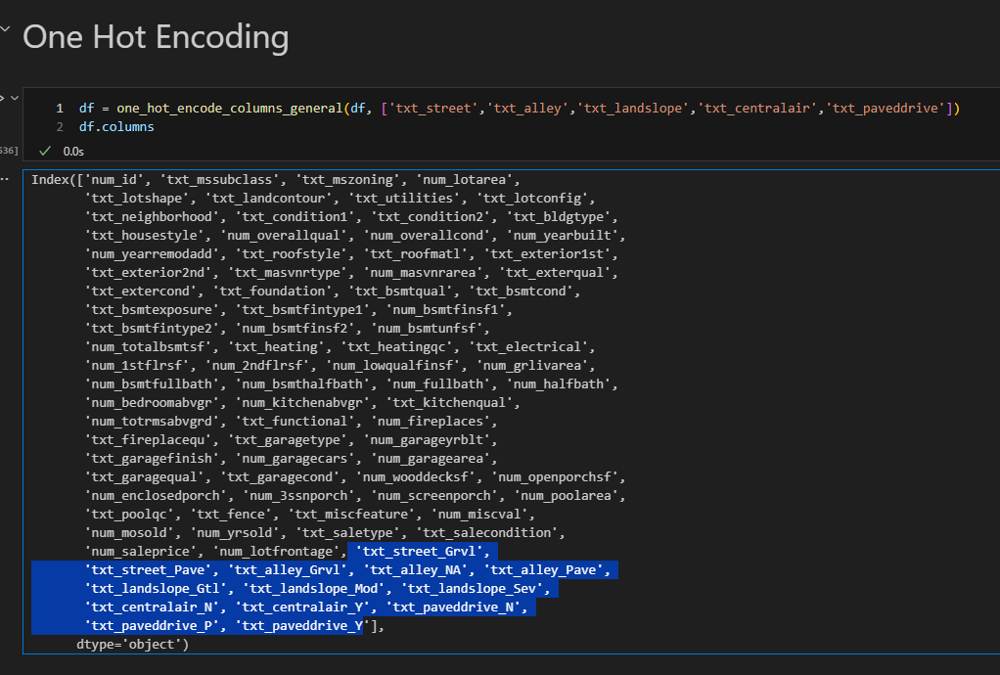 One Hot Encoding
1 df = one_hot_encode_columns_general(df, ['txt_street','txt_alley','txt_landslope','txt_centralair','txt_paveddrive'])
2 df.columns
536] ✓ 0.0s
Index(['num_id', 'txt_mssubclass', 'txt_mszoning', 'num_lotarea',
'txt_lotshape', 'txt_landcontour', 'txt_utilities', 'txt_lotconfig',
'txt_neighborhood', 'txt_condition1', 'txt_condition2', 'txt_bldgtype',
'txt_housestyle', 'num_overallqual', 'num_overallcond', 'num_yearbuilt',
'num_yearremodadd', 'txt_roofstyle', 'txt_roofmatl', 'txt_exterior1st',
'txt_exterior2nd', 'txt_masvnrtype', 'num_masvnrarea', 'txt_exterqual',
'txt_extercond', 'txt_foundation', 'txt_bsmtqual', 'txt_bsmtcond',
'txt_bsmtexposure', 'txt_bsmtfintype1', 'num_bsmtfinsf1',
'txt_bsmtfintype2', 'num_bsmtfinsf2', 'num_bsmtunfsf',
'num_totalbsmtsf', 'txt_heating', 'txt_heatingqc', 'txt_electrical',
'num_1stflrsf', 'num_2ndflrsf', 'num_lowqualfinsf', 'num_grlivarea',
'num_bsmtfullbath', 'num_bsmthalfbath', 'num_fullbath', 'num_halfbath',
'num_bedroomabvgr', 'num_kitchenabvgr', 'txt_kitchenqual',
'num_totrmsabvgrd', 'txt_functional', 'num_fireplaces',
'txt_fireplacequ', 'txt_garagetype', 'num_garageyrblt',
'txt_garagefinish', 'num_garagecars', 'num_garagearea',
'txt_garagequal', 'txt_garagecond', 'num_wooddecksf', 'num_openporchsf',
'num_enclosedporch', 'num_3ssnporch', 'num_screenporch', 'num_poolarea',
'txt_poolqc', 'txt_fence', 'txt_miscfeature', 'num_miscval',
'num_mosold', 'num_yrsold', 'txt_saletype', 'txt_salecondition',
'num_saleprice', 'num_lotfrontage', 'txt_street_Grvl',
'txt_street_Pave', 'txt_alley_Grvl', 'txt_alley_NA', 'txt_alley_Pave',
'txt_landslope_Gtl', 'txt_landslope_Mod', 'txt_landslope_Sev',
'txt_centralair_N', 'txt_centralair_Y', 'txt_paveddrive_N',
'txt_paveddrive_P', 'txt_paveddrive_Y'],
dtype='object')